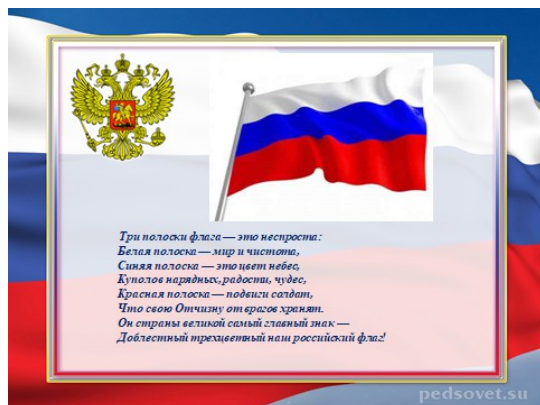 Три полоски флага — это неспроста:
Белая полоска — мир и чистота,
Синяя полоска — это цвет небес,
Куполов нарядных, радости, чудес,
Красная полоска — подвиги солдат,
Что свою Отчизну от врагов хранят.
Он страны великой самый главный знак —
Доблестный трехцветный наш российский флаг!
pedsovet.su